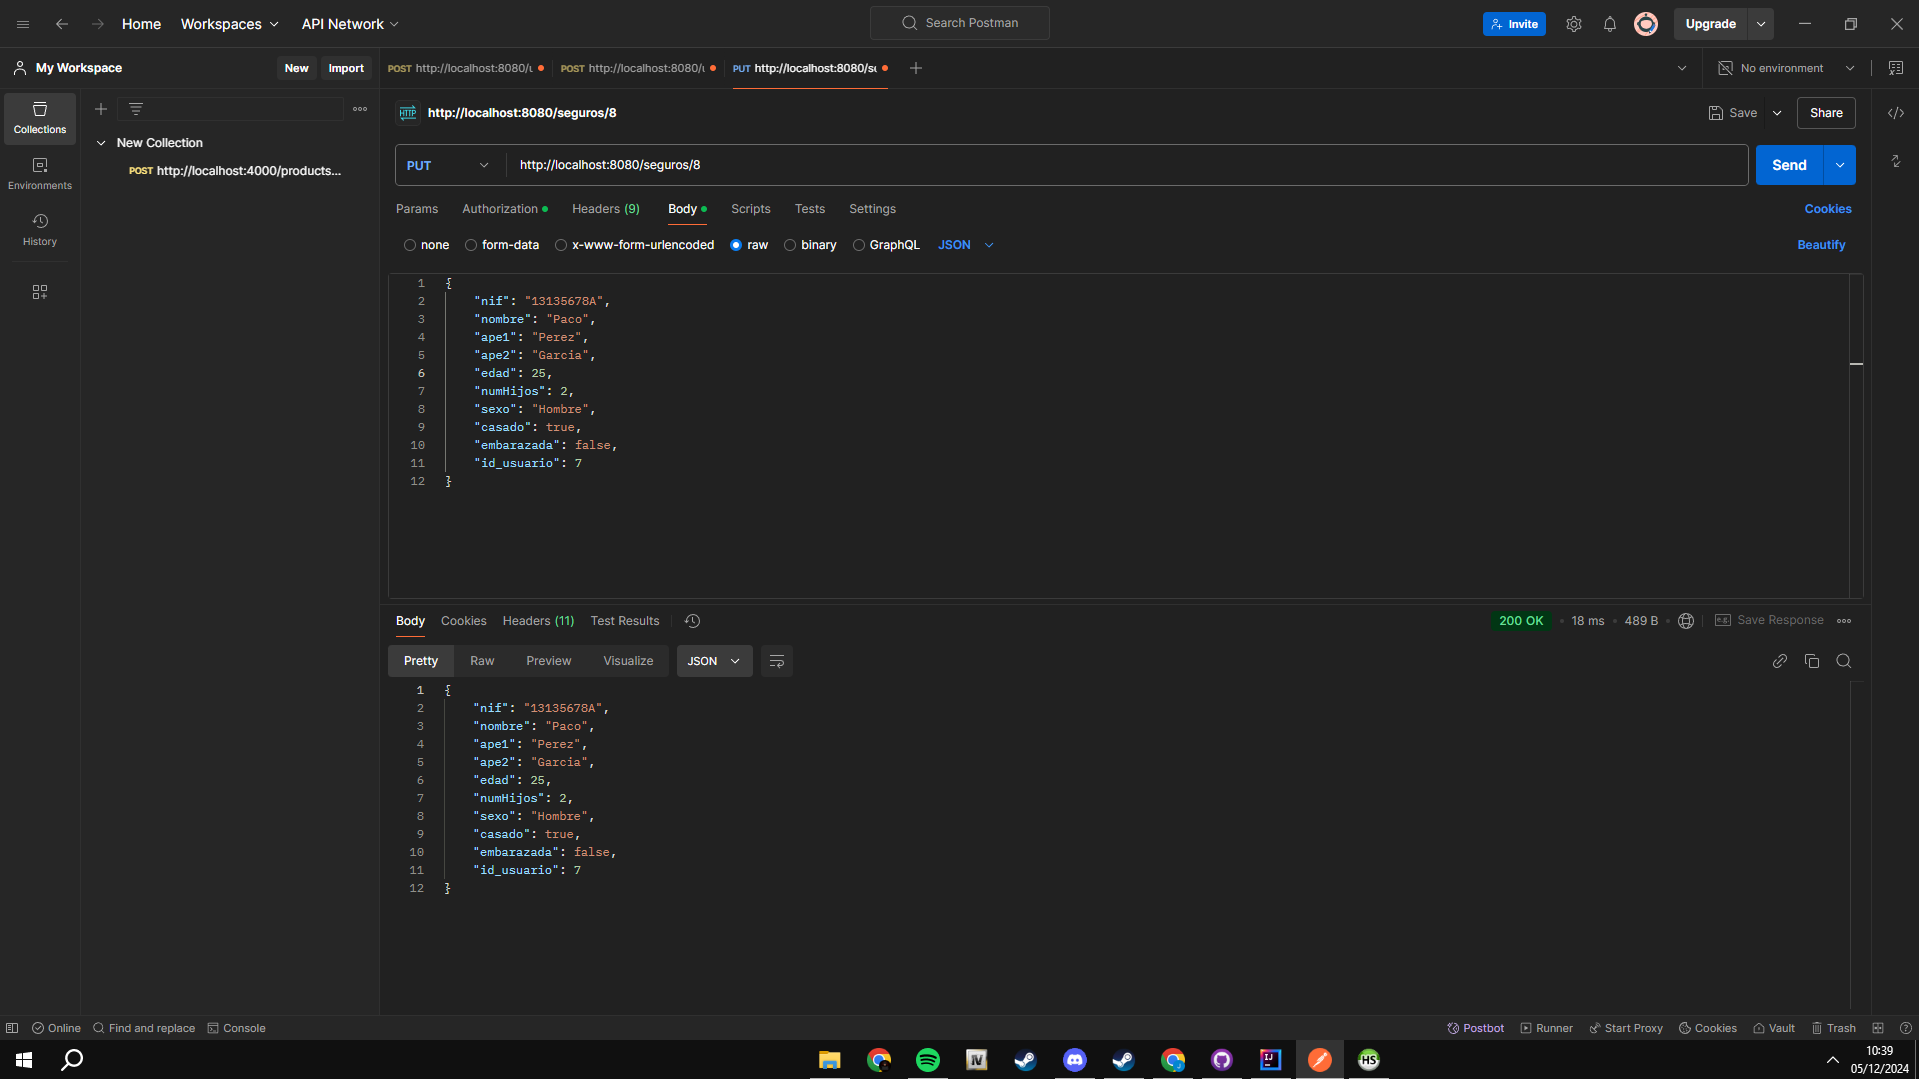 Home Workspaces API Network Search Postman Invite Upgrade
My Workspace New Import POST http://localhost:8080/u POST http://localhost:8080/u PUT http://localhost:8080/se No environment
Collections
Environments
History
New Collection
POST http://localhost:4000/products...
HTTP http://localhost:8080/seguros/8 Save Share
PUT http://localhost:8080/seguros/8 Send
Params Authorization Headers (9) Body Scripts Tests Settings Cookies
none form-data x-www-form-urlencoded raw binary GraphQL JSON Beautify
1 {
2 "nif": "13135678A",
3 "nombre": "Paco",
4 "ape1": "Perez",
5 "ape2": "Garcia",
6 "edad": 25,
7 "numHijos": 2,
8 "sexo": "Hombre",
9 "casado": true,
10 "embarazada": false,
11 "id_usuario": 7
12 }
Body Cookies Headers (11) Test Results 200 OK 18 ms 489 B Save Response
Pretty Raw Preview Visualize JSON
1 {
2 "nif": "13135678A",
3 "nombre": "Paco",
4 "ape1": "Perez",
5 "ape2": "Garcia",
6 "edad": 25,
7 "numHijos": 2,
8 "sexo": "Hombre",
9 "casado": true,
10 "embarazada": false,
11 "id_usuario": 7
12 }
Online Find and replace Console Postbot Runner Start Proxy Cookies Vault Trash
IJ HS 10:39
05/12/2024